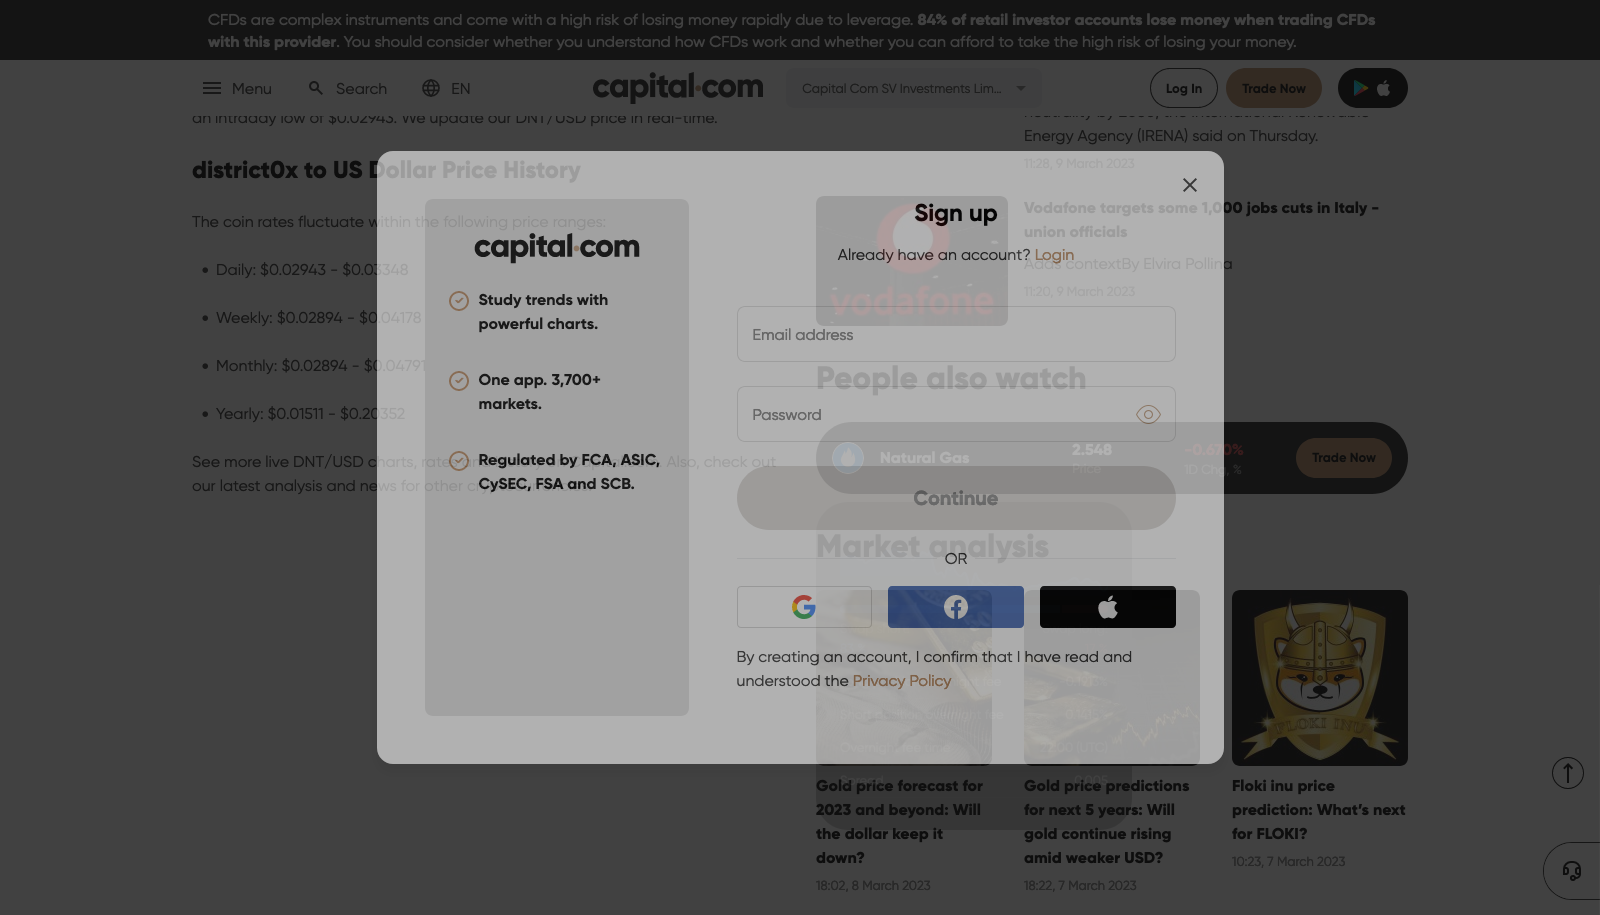 CFDs are complex instruments and come with a high risk of losing money rapidly due to leverage. 84% of retail investor accounts lose money when trading CFDs
with this provider. You should consider whether you understand how CFDs work and whether you can afford to take the high risk of losing your money.
Menu
Search
EN
capital.com
Capital Com SV Investments Lim...
Log In
Trade Now
an intraday low of $0.02943. We update our DNT/USD price in real-time.
district0x to US Dollar Price History
The coin rates fluctuate within the following price ranges:
Daily: $0.02943 - $0.03348
Weekly: $0.02894 - $0.04178
Monthly: $0.02894 - $0.04791
Yearly: $0.01511 - $0.20352
See more live DNT/USD charts, Also, check out
our latest analysis and news for other
capital.com
Study trends with
powerful charts.
One app. 3,700+
markets.
Regulated by FCA, ASIC,
CySEC, FSA and SCB.
Sign up
Already have an account? Login
Email address
Password
Continue
OR
By creating an account, I confirm that I have read and
understood the Privacy Policy
neutrality by 2050, the International Renewable
Energy Agency (IRENA) said on Thursday.
11:28, 9 March 2023
vodafone
Vodafone targets some 1,000 jobs cuts in Italy -
union officials
Adds contextBy Elvira Pollina
11:20, 9 March 2023
People also watch
Natural Gas
2.548
Price
-0.670%
1D Chg, %
Trade Now
Market analysis
Gold price forecast for
2023 and beyond: Will
the dollar keep it
down?
18:02, 8 March 2023
Gold price predictions
for next 5 years: Will
gold continue rising
amid weaker USD?
18:22, 7 March 2023
FLOKI INU
Floki inu price
prediction: What's next
for FLOKI?
10:23, 7 March 2023